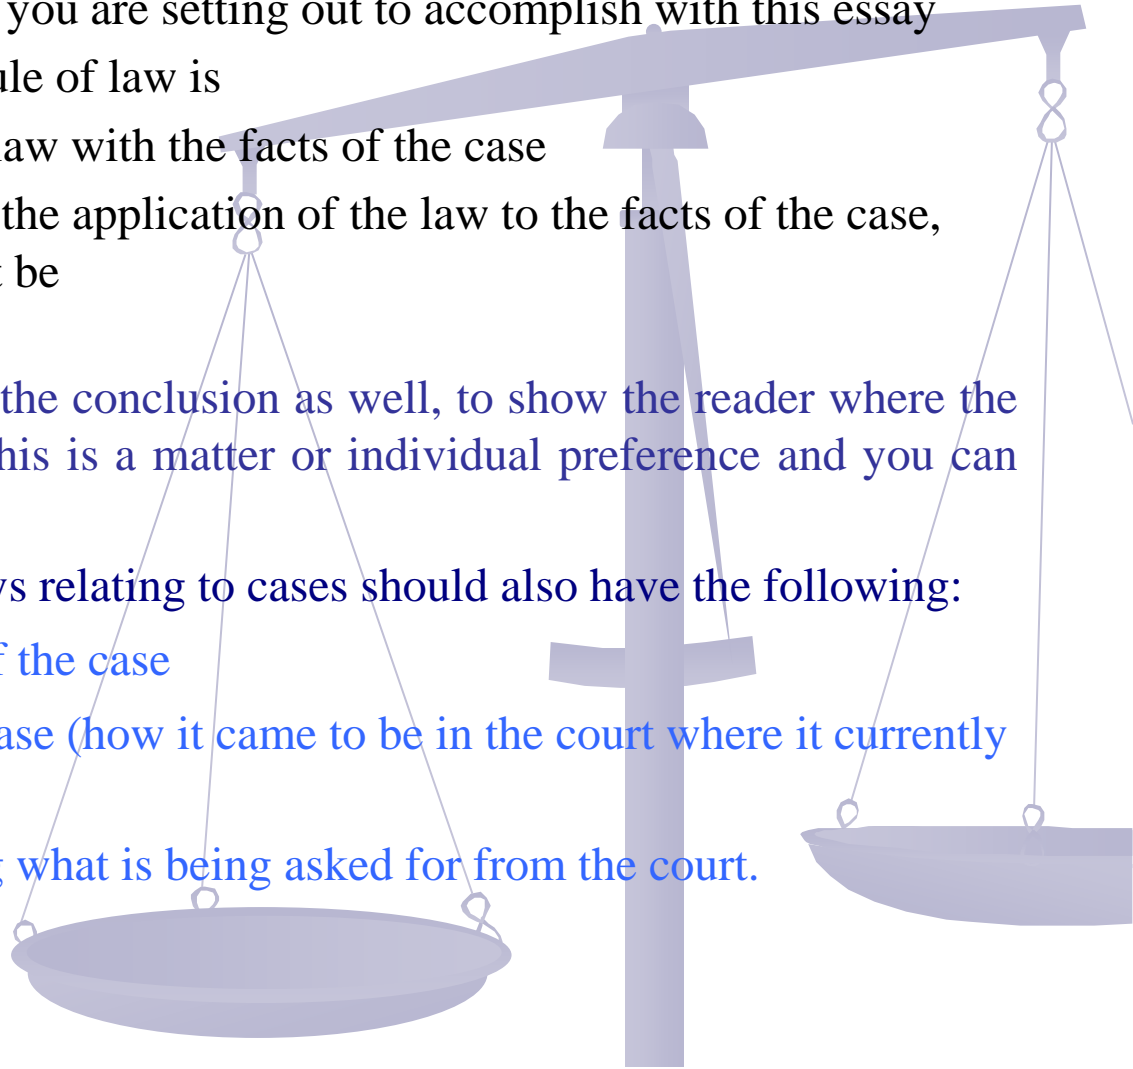 you are setting out to accomplish with this essay
ule of law is
law with the facts of the case
the application of the law to the facts of the case,
t be
the conclusion as well, to show the reader where the
his is a matter or individual preference and you can
ys relating to cases should also have the following:
f the case
ase (how it came to be in the court where it currently
g what is being asked for from the court.